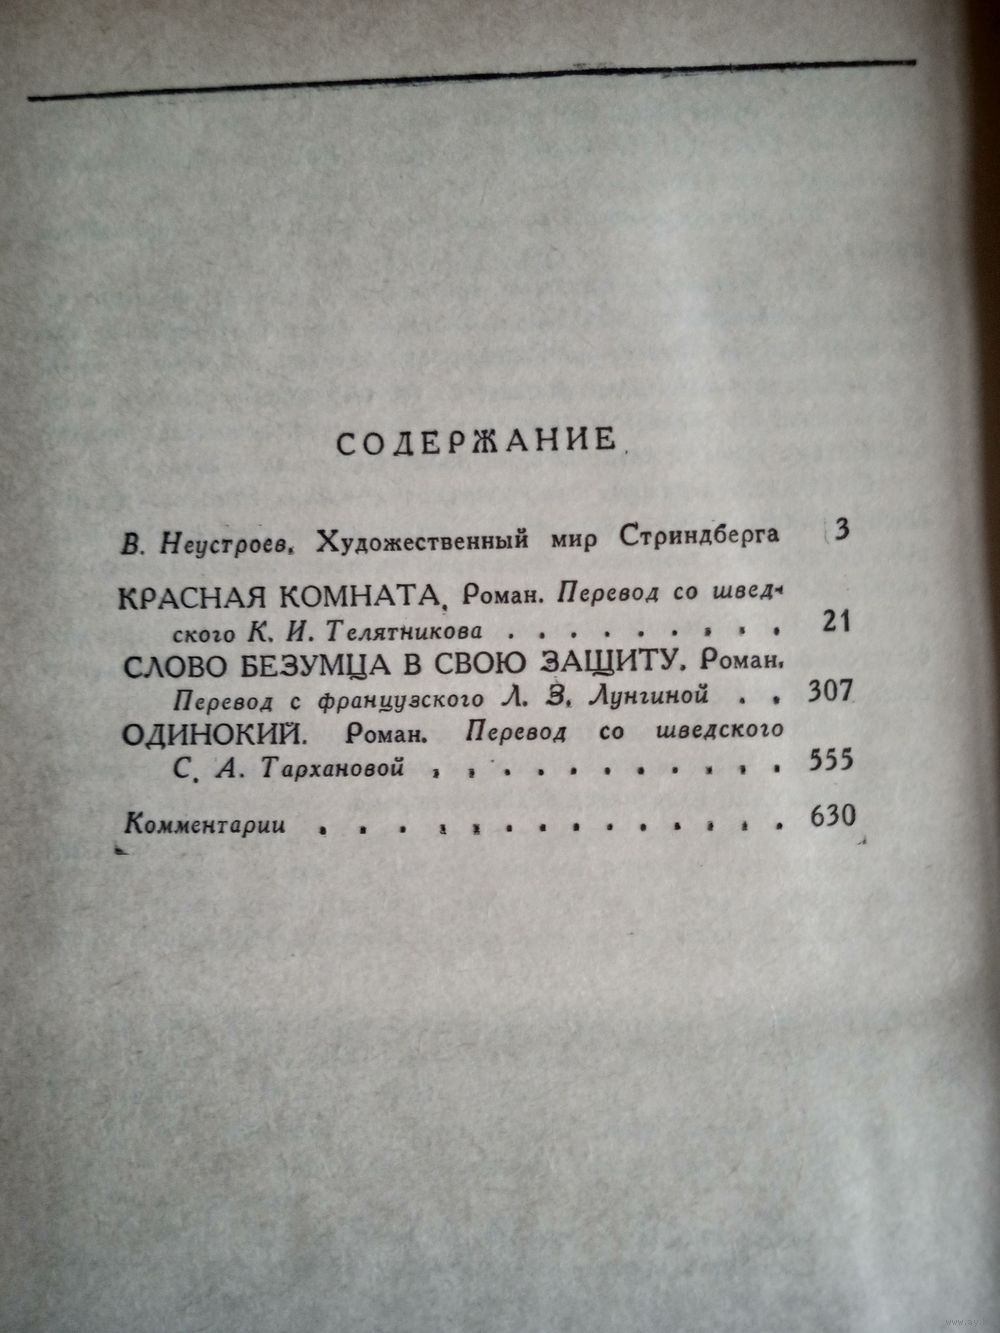 СОДЕРЖАНИЕ
В. Неустроев. Художественный мир Стриндберга 3
КРАСНАЯ КОМНАТА. Роман. Перевод со швед-
ского К. И. Телятникова . . . . . . . . . 21
СЛОВО БЕЗУМЦА В СВОЮ ЗАЩИТУ. Роман.
Перевод с французского Л. З. Лунгиной . . 307
ОДИНОКИЙ. Роман. Перевод со шведского
С. А. Тархановой . . . . . . . . . . . 555
Комментарии . . . . . . . . . . . . . . 630